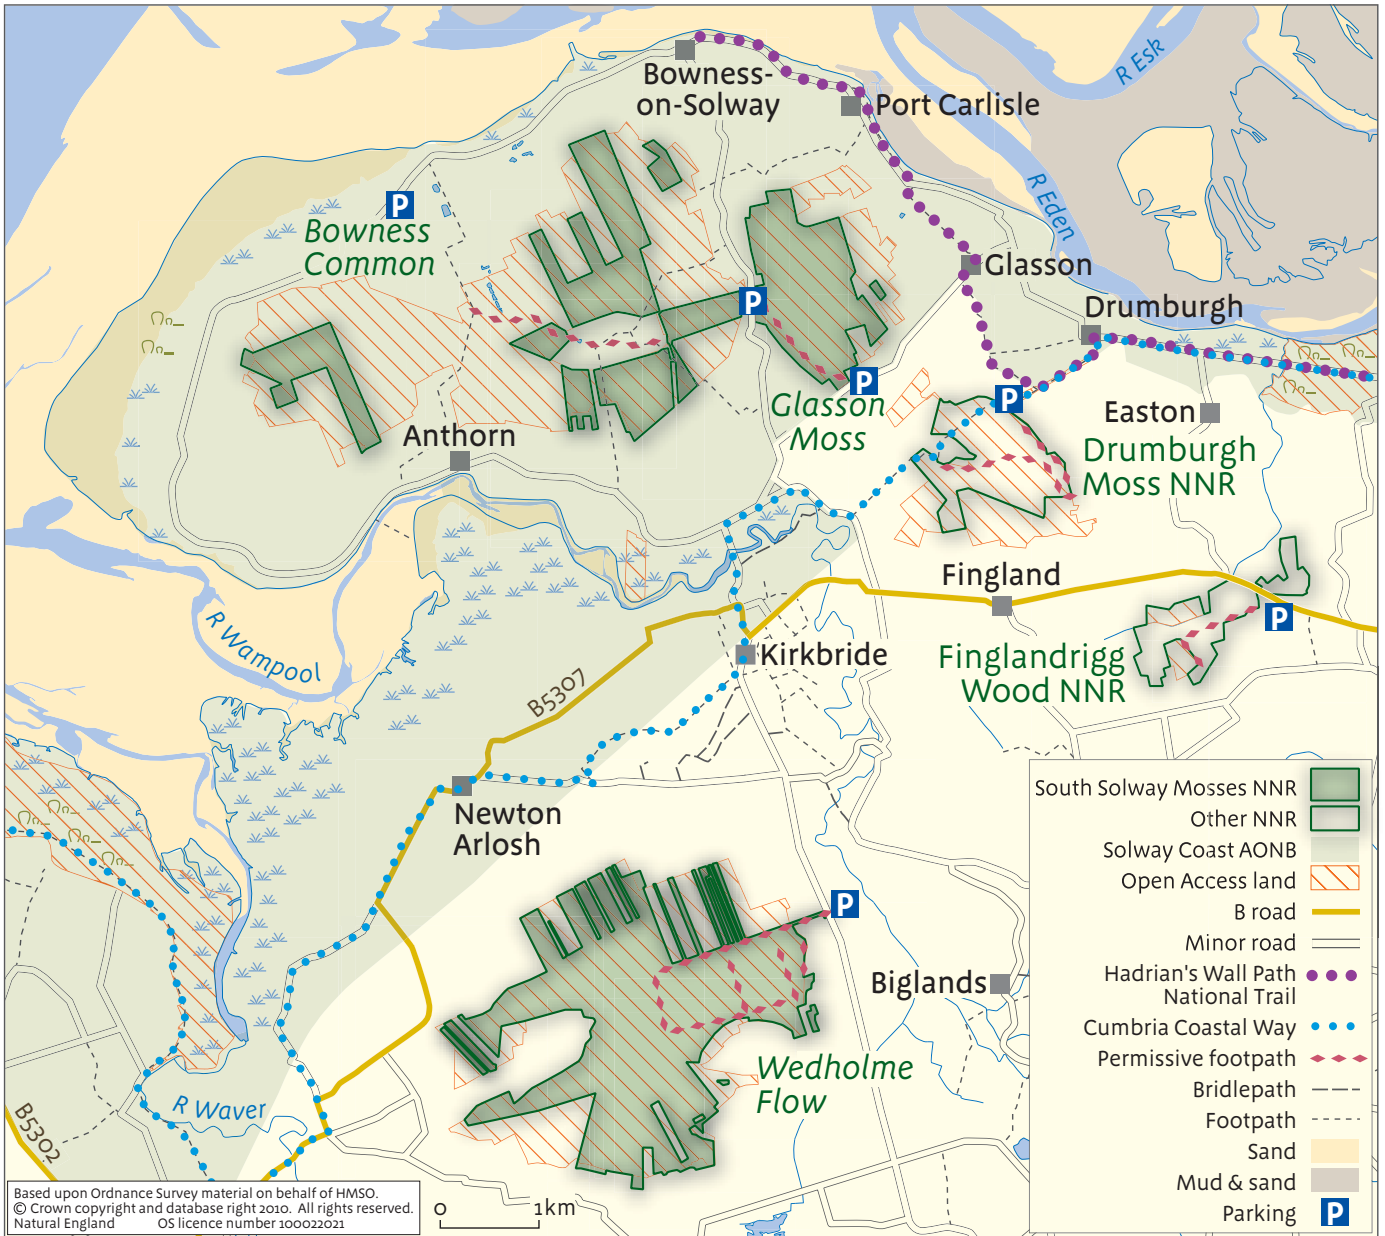 R Esk
Bowness-
on-Solway
Port Carlisle
P
R Eden
Bowness
Common
Glasson
P
Drumburgh
P
Glasson
Moss
P
Easton
Anthorn
Drumburgh
Moss NNR
Fingland
P
R Wampool
Kirkbride
Finglandrigg
Wood NNR
B5307
Newton
Arlosh
P
Biglands
Wedholme
Flow
R Waver
B5302
South Solway Mosses NNR
Other NNR
Solway Coast AONB
Open Access land
B road
Minor road
Hadrian's Wall Path
National Trail
Cumbria Coastal Way
Permissive footpath
Bridlepath
Footpath
Sand
Mud & sand
Parking P
Based upon Ordnance Survey material on behalf of HMSO.
© Crown copyright and database right 2010. All rights reserved.
Natural England OS licence number 100022021
0 1km